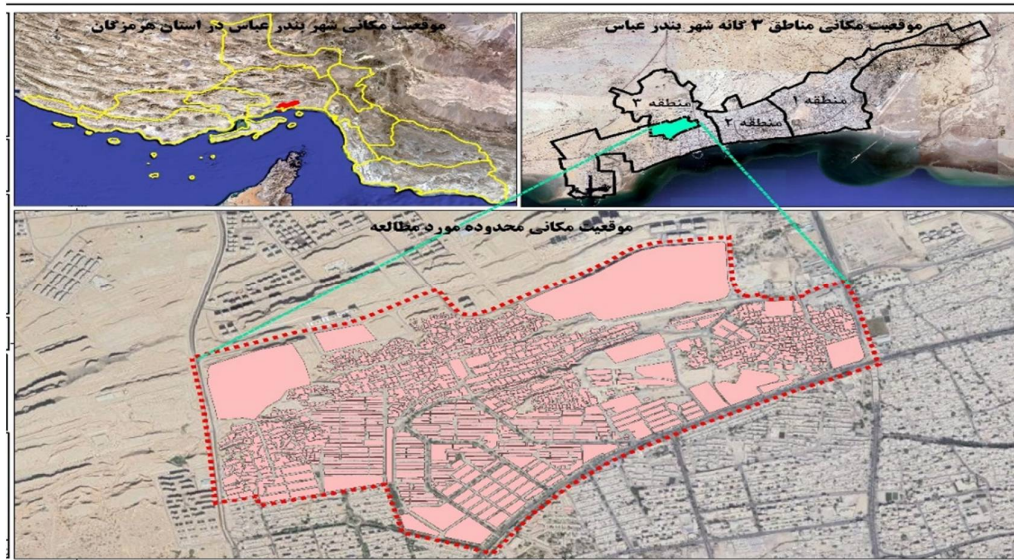 موقعیت مکانی شهر بندر عباس در استان هرمزگان
موقعیت مکانی مناطق ۳ گانه شهر بندر عباس
منطقه ۳
منطقه ۲
منطقه ۱
موقعیت مکانی محدوده مورد مطالعه